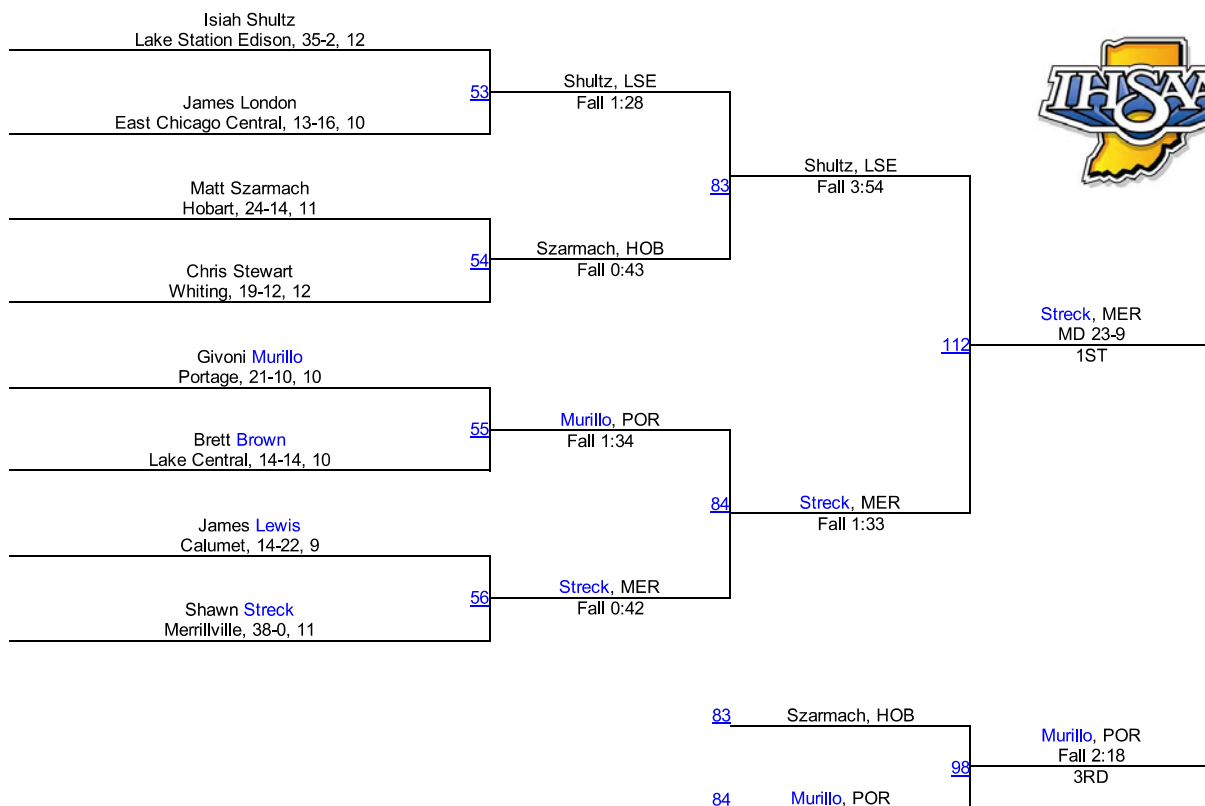 Isiah Shultz
Lake Station Edison, 35-2, 12
53
James London
East Chicago Central, 13-16, 10
Shultz, LSE
Fall 1:28
Matt Szarmach
Hobart, 24-14, 11
54
Chris Stewart
Whiting, 19-12, 12
Szarmach, HOB
Fall 0:43
83
Shultz, LSE
Fall 3:54
Givoni Murillo
Portage, 21-10, 10
55
Brett Brown
Lake Central, 14-14, 10
Murillo, POR
Fall 1:34
James Lewis
Calumet, 14-22, 9
56
Shawn Streck
Merrillville, 38-0, 11
Streck, MER
Fall 0:42
84
Streck, MER
Fall 1:33
112
Streck, MER
MD 23-9
1ST
IHSAA
83
Szarmach, HOB
98
84
Murillo, POR
Murillo, POR
Fall 2:18
3RD